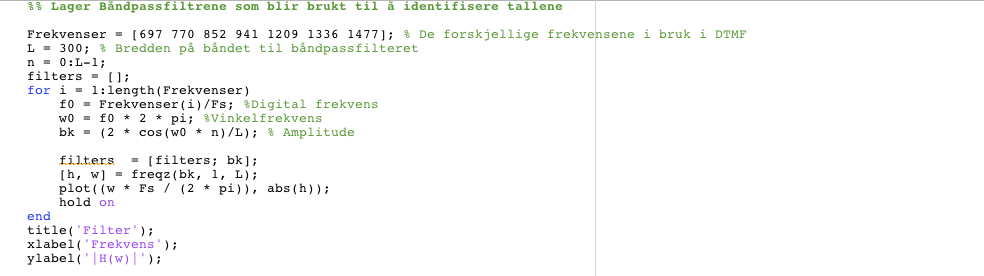 %% Lager Båndpassfiltrene som blir brukt til å identifisere tallene
Frekvenser = [697 770 852 941 1209 1336 1477]; % De forskjellige frekvensene i bruk i DTMF
L = 300; % Bredden på båndet til båndpassfilteret
n = 0:L-1;
filters = [];
for i = 1:length(Frekvenser)
f0 = Frekvenser(i)/Fs; %Digital frekvens
w0 = f0 * 2 * pi; %Vinkelfrekvens
bk = (2 * cos(w0 * n)/L); % Amplitude
filters = [filters; bk];
[h, w] = freqz(bk, 1, L);
plot((w * Fs / (2 * pi)), abs(h));
hold on
end
title('Filter');
xlabel('Frekvens');
ylabel('|H(w)|');